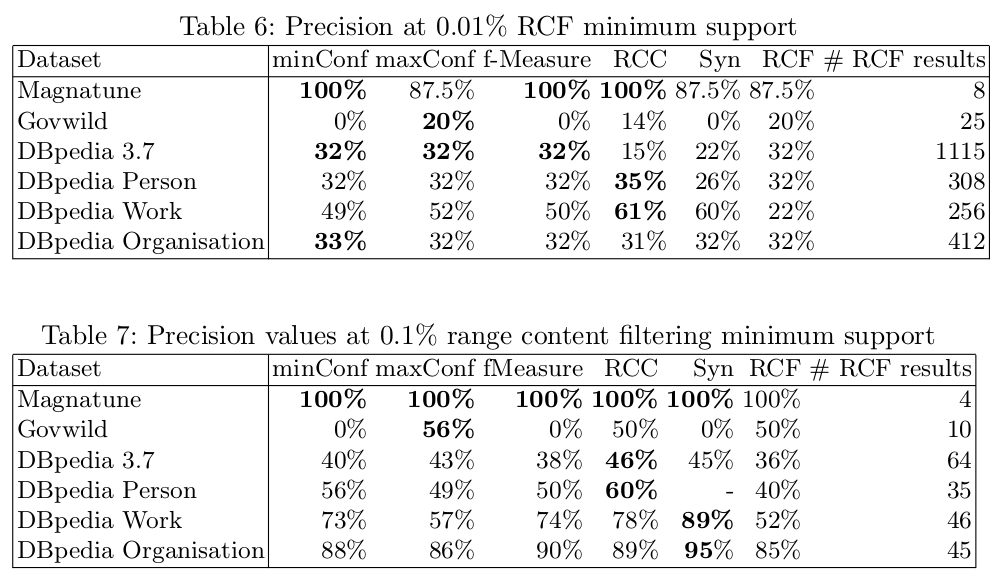 Table 6: Precision at 0.01% RCF minimum support
Dataset minConf maxConf f-Measure RCC Syn RCF # RCF results
Magnatune 100% 87.5% 100% 100% 87.5% 87.5% 8
Govwild 0% 20% 0% 14% 0% 20% 25
DBpedia 3.7 32% 32% 32% 15% 22% 32% 1115
DBpedia Person 32% 32% 32% 35% 26% 32% 308
DBpedia Work 49% 52% 50% 61% 60% 22% 256
DBpedia Organisation 33% 32% 32% 31% 32% 32% 412
Table 7: Precision values at 0.1% range content filtering minimum support
Dataset minConf maxConf fMeasure RCC Syn RCF # RCF results
Magnatune 100% 100% 100% 100% 100% 100% 4
Govwild 0% 56% 0% 50% 0% 50% 10
DBpedia 3.7 40% 43% 38% 46% 45% 36% 64
DBpedia Person 56% 49% 50% 60% - 40% 35
DBpedia Work 73% 57% 74% 78% 89% 52% 46
DBpedia Organisation 88% 86% 90% 89% 95% 85% 45